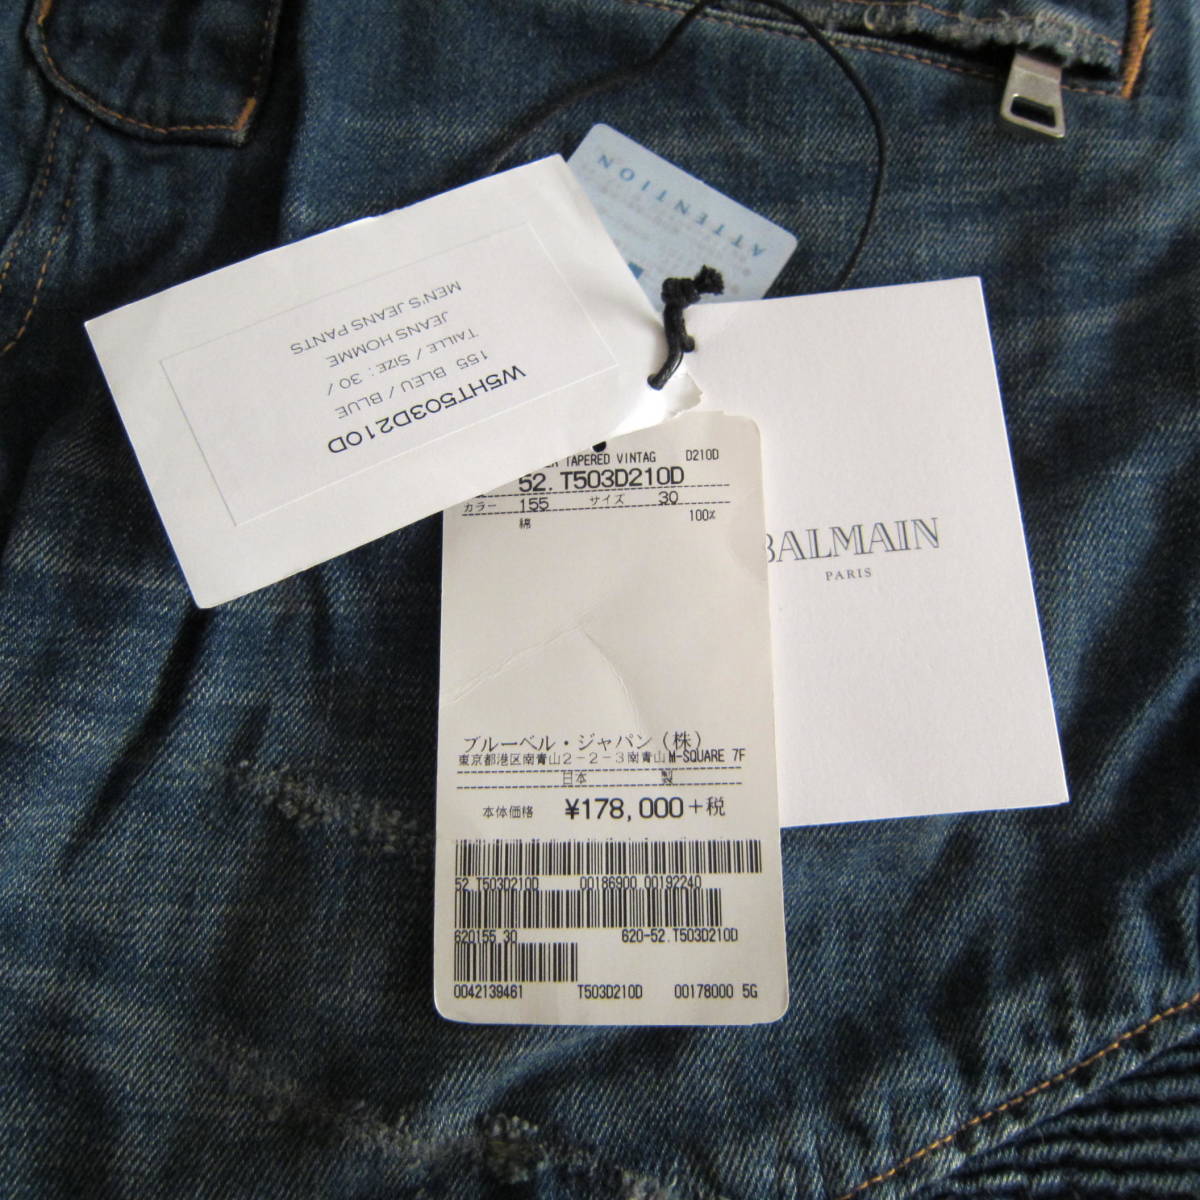 ATTENTION
W5HT503D210D
155 BLEU / BLUE
TAILLE / SIZE : 30 /
JEANS HOMME
MEN'S JEANS PANTS
TAPERED VINTAG D210D
52. T503D210D
カラー 155 サイズ 30
綿 100%
ブルーベル・ジャパン（株）
東京都港区南青山2-2-3南青山M-SQUARE 7F
日本 製
本体価格 ¥178,000+税
52 T503D210D 00186900 00192240
620155 30 620-52. T503D210D
0042139461 T503D210D 00178000 5G
BALMAIN
PARIS